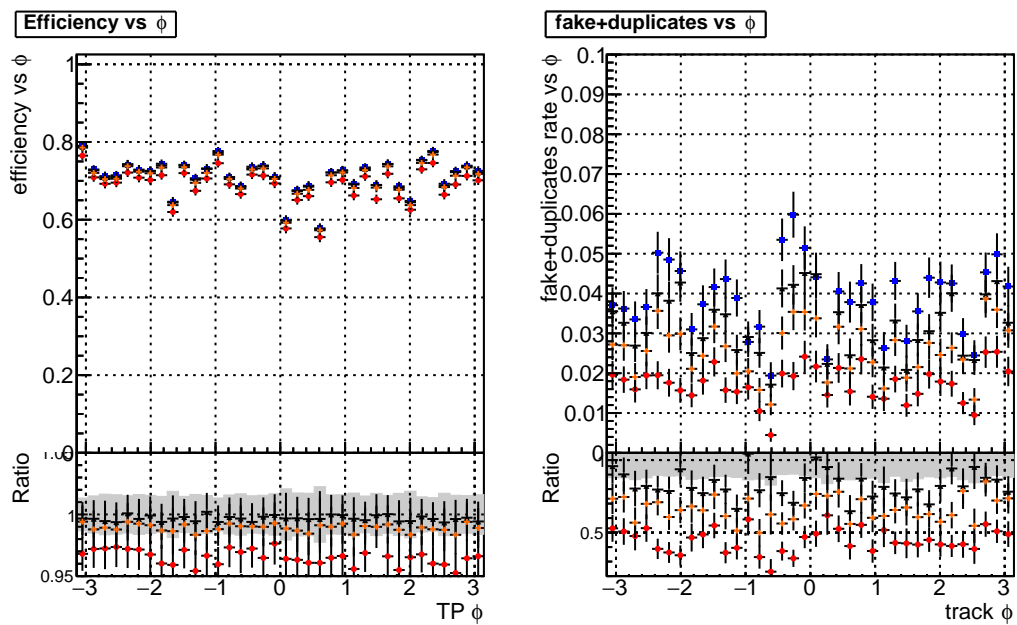 Efficiency vs ϕ
efficiency vs ϕ
1
0.8
0.6
0.4
0.2
0
Ratio
1.05
1
0.95
−3 −2 −1 0 1 2 3
TP ϕ
fake+duplicates vs ϕ
fake+duplicates rate vs ϕ
0.1
0.09
0.08
0.07
0.06
0.05
0.04
0.03
0.02
0.01
0
Ratio
0.5
−3 −2 −1 0 1 2 3
track ϕ